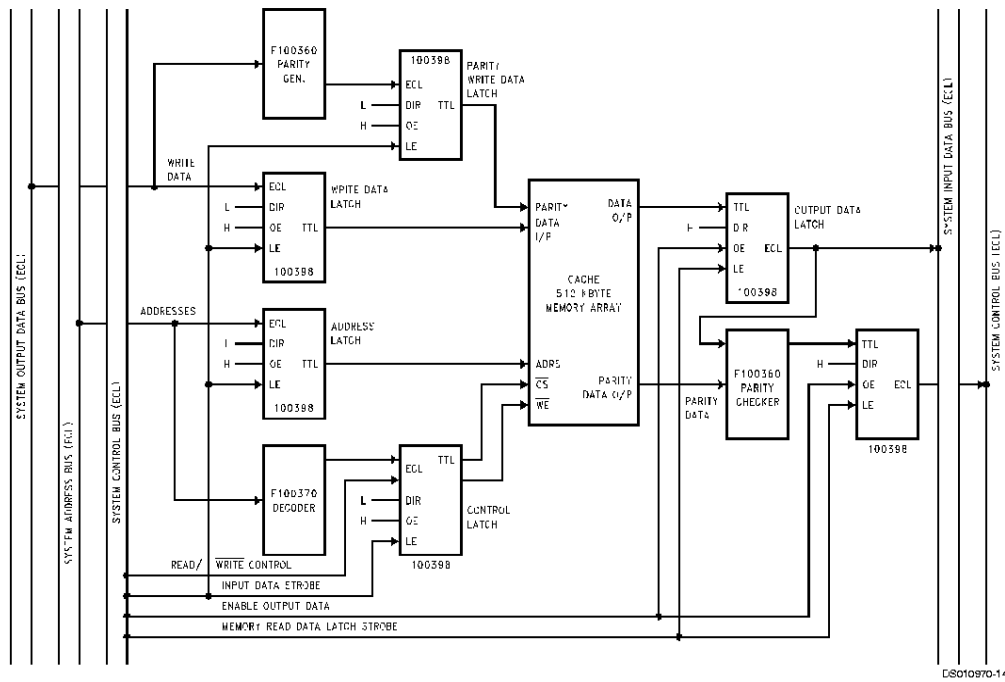 F100360
PARITY
GEN.
100398
ECL
DIR
TTL
OE
LE
L
H
PARITY
WRITE DATA
LATCH
WRITE
DATA
ECL
DIR
OE
TTL
LE
100398
L
H
WRITE DATA
LATCH
PARITY
DATA
I/P
DATA
O/P
CACHE
512 KBYTE
MEMORY ARRAY
ADRS
CS
WE
PARITY
DATA O/P
TTL
DIR
OE
ECL
LE
100398
H
OUTPUT DATA
LATCH
ADDRESSES
ECL
DIR
OE
TTL
LE
100398
H
ADDRESS
LATCH
F100360
PARITY
CHECKER
PARITY
DATA
TTL
DIR
OE
ECL
LE
100398
H
F100370
DECODER
ECL
TTL
DIR
OE
LE
100398
L
H
CONTROL
LATCH
READ/ WRITE CONTROL
INPUT DATA STROBE
ENABLE OUTPUT DATA
MEMORY READ DATA LATCH STROBE
SYSTEM OUTPUT DATA BUS (ECL)
SYSTEM ADDRESS BUS (ECL)
SYSTEM CONTROL BUS (ECL)
SYSTEM INPUT DATA BUS (ECL)
SYSTEM CONTROL BUS (ECL)
DS010970-14